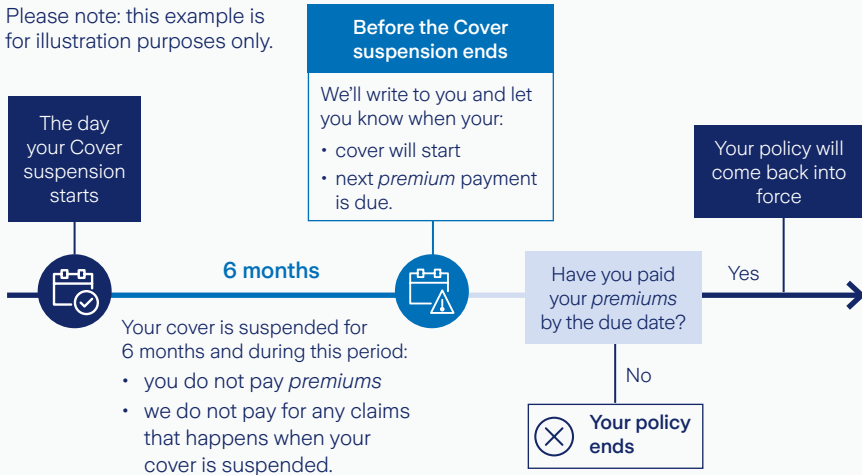 Please note: this example is
for illustration purposes only.
The day
your Cover
suspension
starts
Before the Cover
suspension ends
We'll write to you and let
you know when your:
• cover will start
• next premium payment
is due.
Your policy will
come back into
force
6 months
Your cover is suspended for
6 months and during this period:
• you do not pay premiums
• we do not pay for any claims
that happens when your
cover is suspended.
Have you paid
your premiums
by the due date?
Yes
No
Your policy
ends